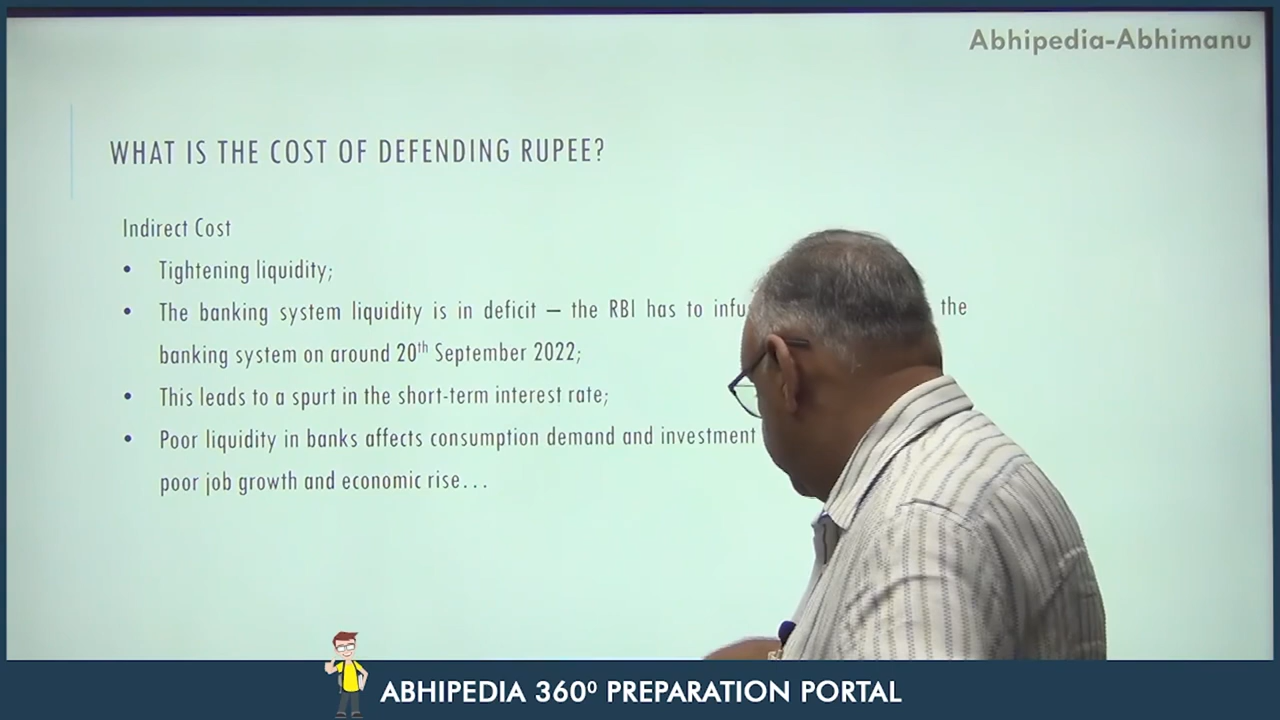 Abhipedia-Abhimanu
WHAT IS THE COST OF DEFENDING RUPEE?
Indirect Cost
• Tightening liquidity;
• The banking system liquidity is in deficit – the RBI has to the
banking system on around 20th September 2022;
• This leads to a spurt in the short-term interest rate;
• Poor liquidity in banks affects consumption demand and investment
poor job growth and economic rise...
ABHIPEDIA 360⁰ PREPARATION PORTAL